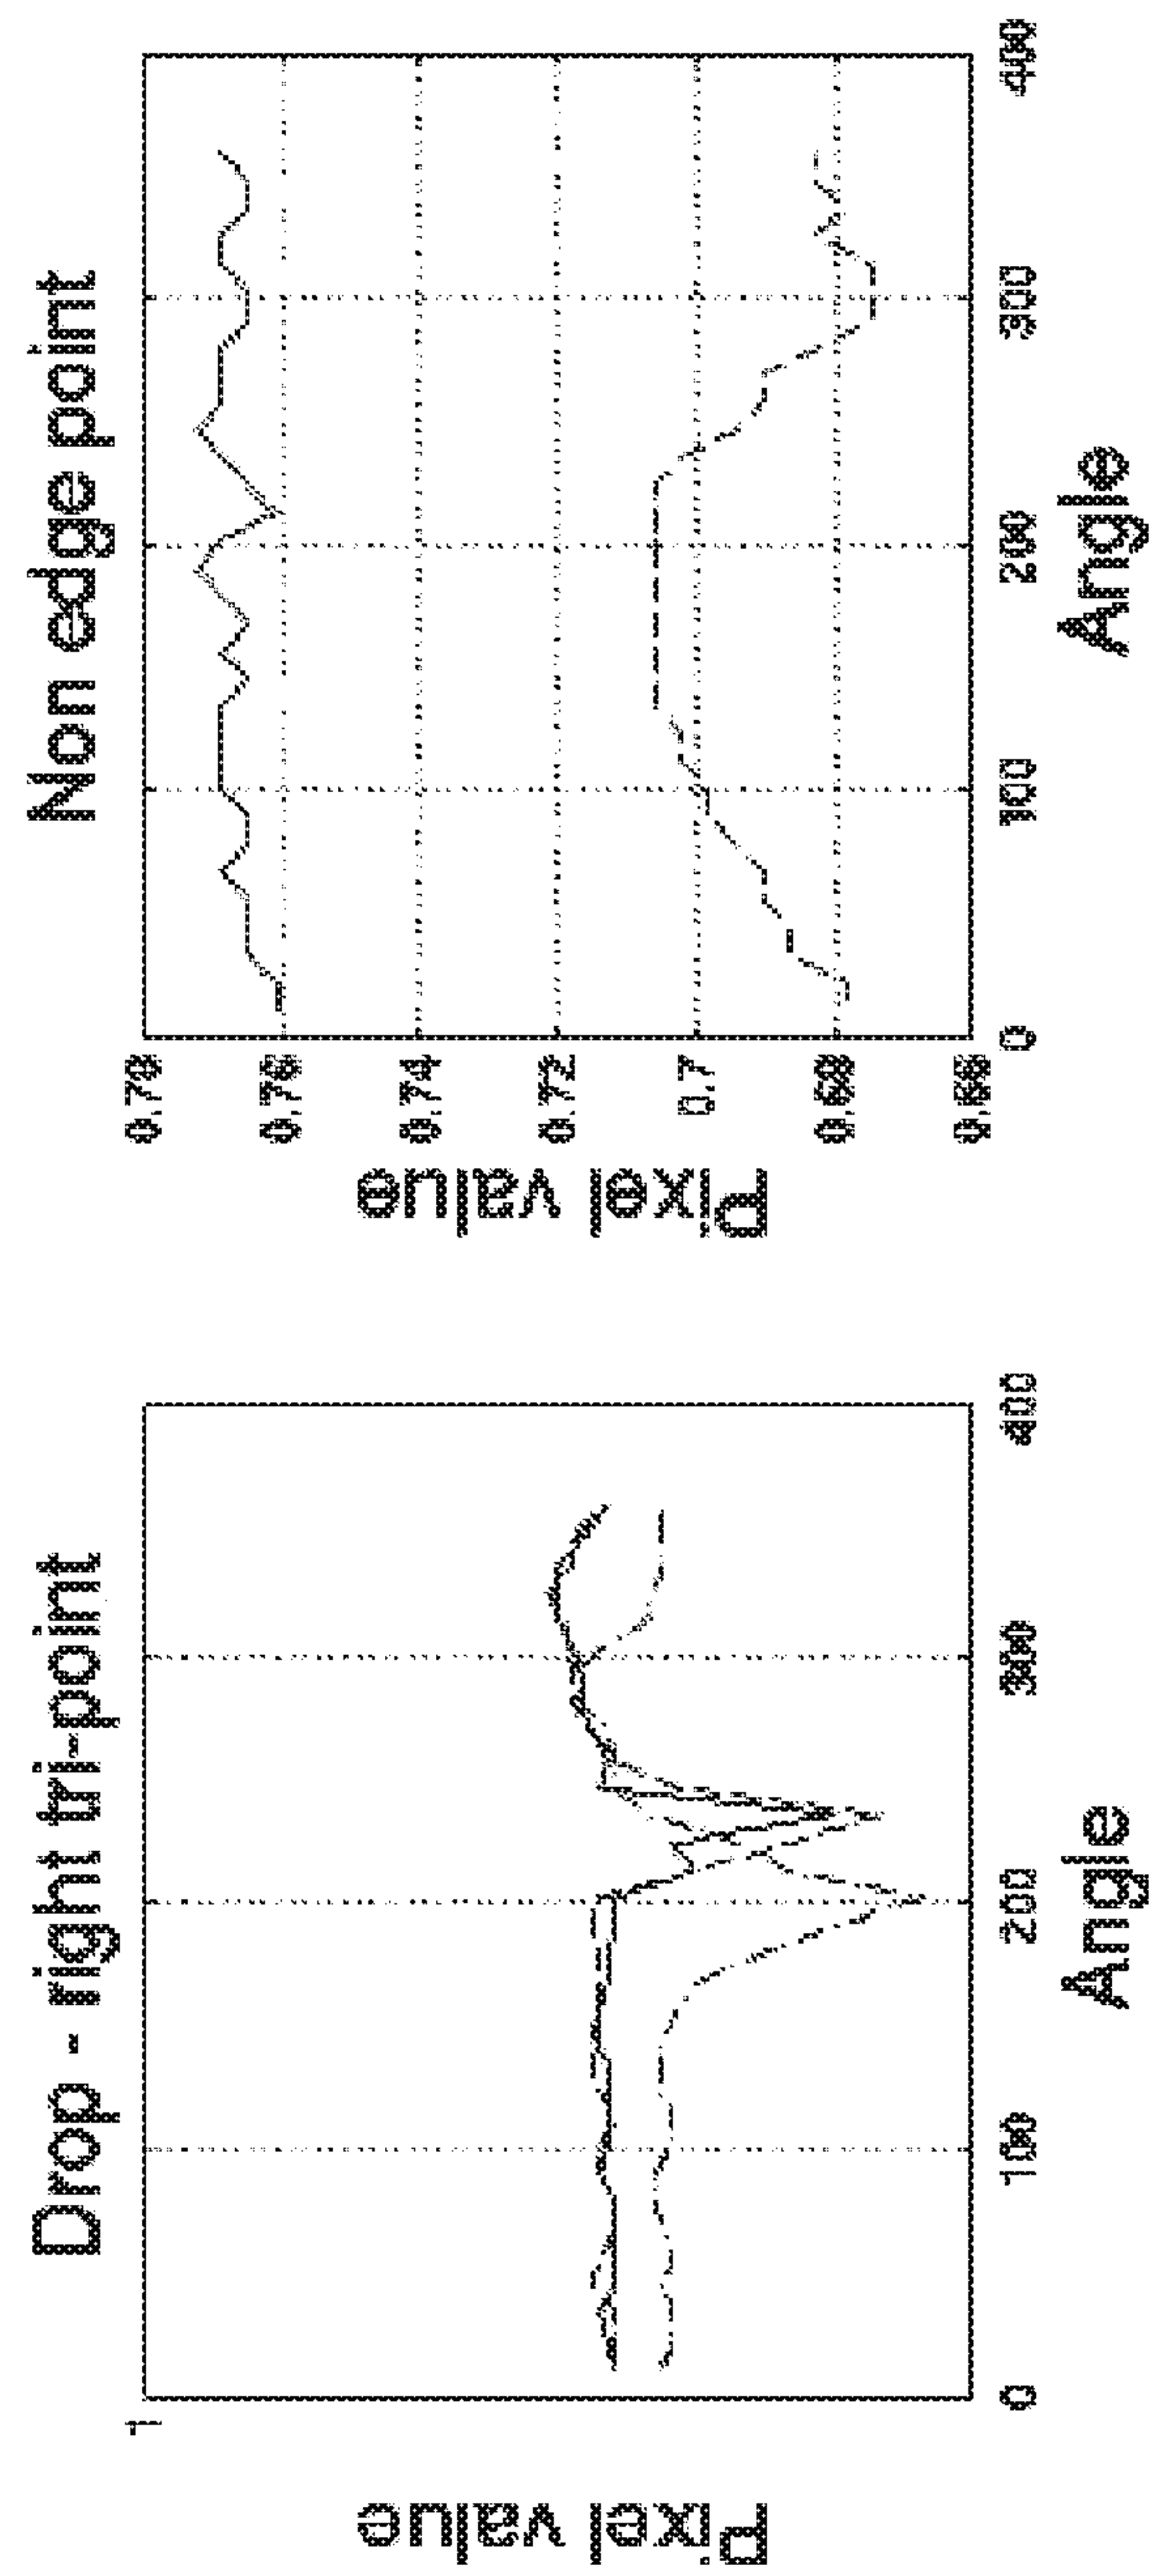 Drop - right tri-point
1
Pixel value
0 100 200 300 400
Angle
Non edge point
0.78
0.76
0.74
0.72
0.7
0.68
0.66
Pixel value
0 100 200 300 400
Angle